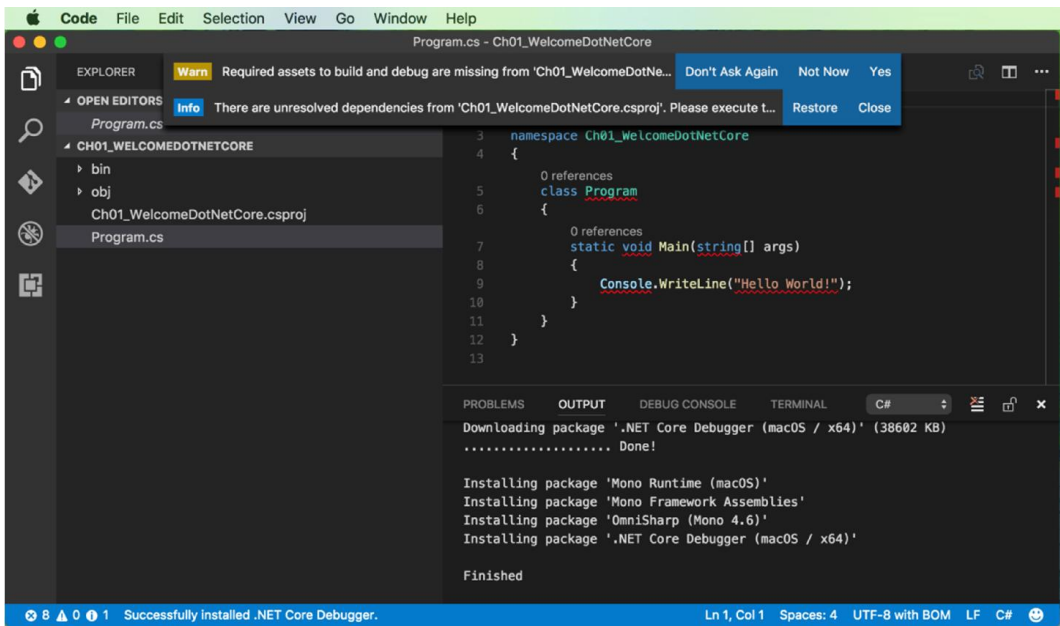 Code File Edit Selection View Go Window Help
Program.cs - Ch01_WelcomeDotNetCore
EXPLORER
Warn Required assets to build and debug are missing from 'Ch01_WelcomeDotNe... Don't Ask Again Not Now Yes
Info There are unresolved dependencies from 'Ch01_WelcomeDotNetCore.csproj'. Please execute t... Restore Close
OPEN EDITORS
Program.cs
CH01_WELCOMEDOTNETCORE
bin
obj
Ch01_WelcomeDotNetCore.csproj
Program.cs
3 namespace Ch01_WelcomeDotNetCore
4 {
0 references
5 class Program
6 {
0 references
7 static void Main(string[] args)
8 {
9 Console.WriteLine("Hello World!");
10 }
11 }
12 }
13
PROBLEMS OUTPUT DEBUG CONSOLE TERMINAL C#
Downloading package '.NET Core Debugger (macOS / x64)' (38602 KB)
.................... Done!
Installing package 'Mono Runtime (macOS)'
Installing package 'Mono Framework Assemblies'
Installing package 'OmniSharp (Mono 4.6)'
Installing package '.NET Core Debugger (macOS / x64)'
Finished
8 0 1 Successfully installed .NET Core Debugger. Ln 1, Col 1 Spaces: 4 UTF-8 with BOM LF C#